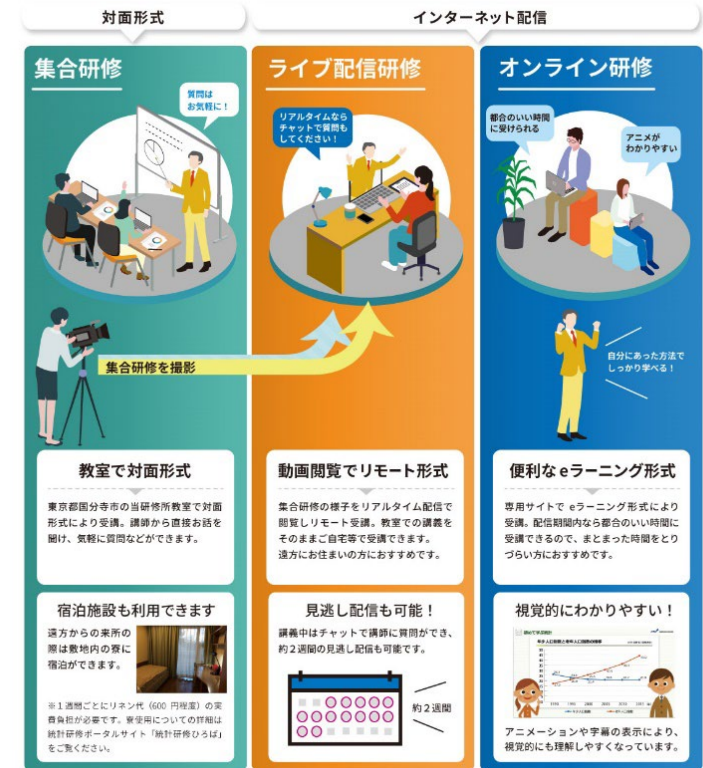 対面形式
インターネット配信
集合研修
質問は
お気軽に！
集合研修を撮影
教室で対面形式
東京都国分寺市の当研修所教室で対面
形式により受講。講師から直接お話を
聞け、気軽に質問などができます。
宿泊施設も利用できます
遠方からの来所の
際は敷地内の寮に
宿泊ができます。
※１週間ごとにリネン代（600 円程度）の実
費負担が必要です。寮使用についての詳細は
統計研修ポータルサイト「統計研修ひろば」
をご覧ください。
ライブ配信研修
リアルタイムなら
チャットで質問も
してください！
動画閲覧でリモート形式
集合研修の様子をリアルタイム配信で
閲覧しリモート受講。教室での講義を
そのままご自宅等で受講できます。
遠方にお住まいの方におすすめです。
見逃し配信も可能！
講義中はチャットで講師に質問ができ、
約２週間の見逃し配信も可能です。
約２週間
オンライン研修
都合のいい時間
に受けられる
アニメが
わかりやすい
自分にあった方法で
しっかり学べる！
便利な eラーニング形式
専用サイトで eラーニング形式により
受講。配信期間内なら都合のいい時間に
受講できるので、まとまった時間をとり
づらい方におすすめです。
視覚的にわかりやすい！
アニメーションや字幕の表示により、
視覚的にも理解しやすくなっています。